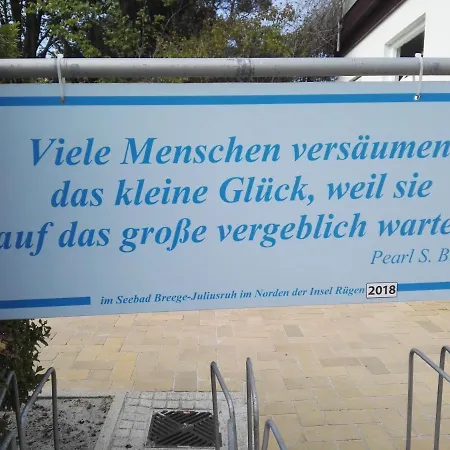 Viele Menschen versäumen
das kleine Glück, weil sie
auf das große vergeblich warte
Pearl S. B
im Seebad Breege-Juliusruh im Norden der Insel Rügen 2018